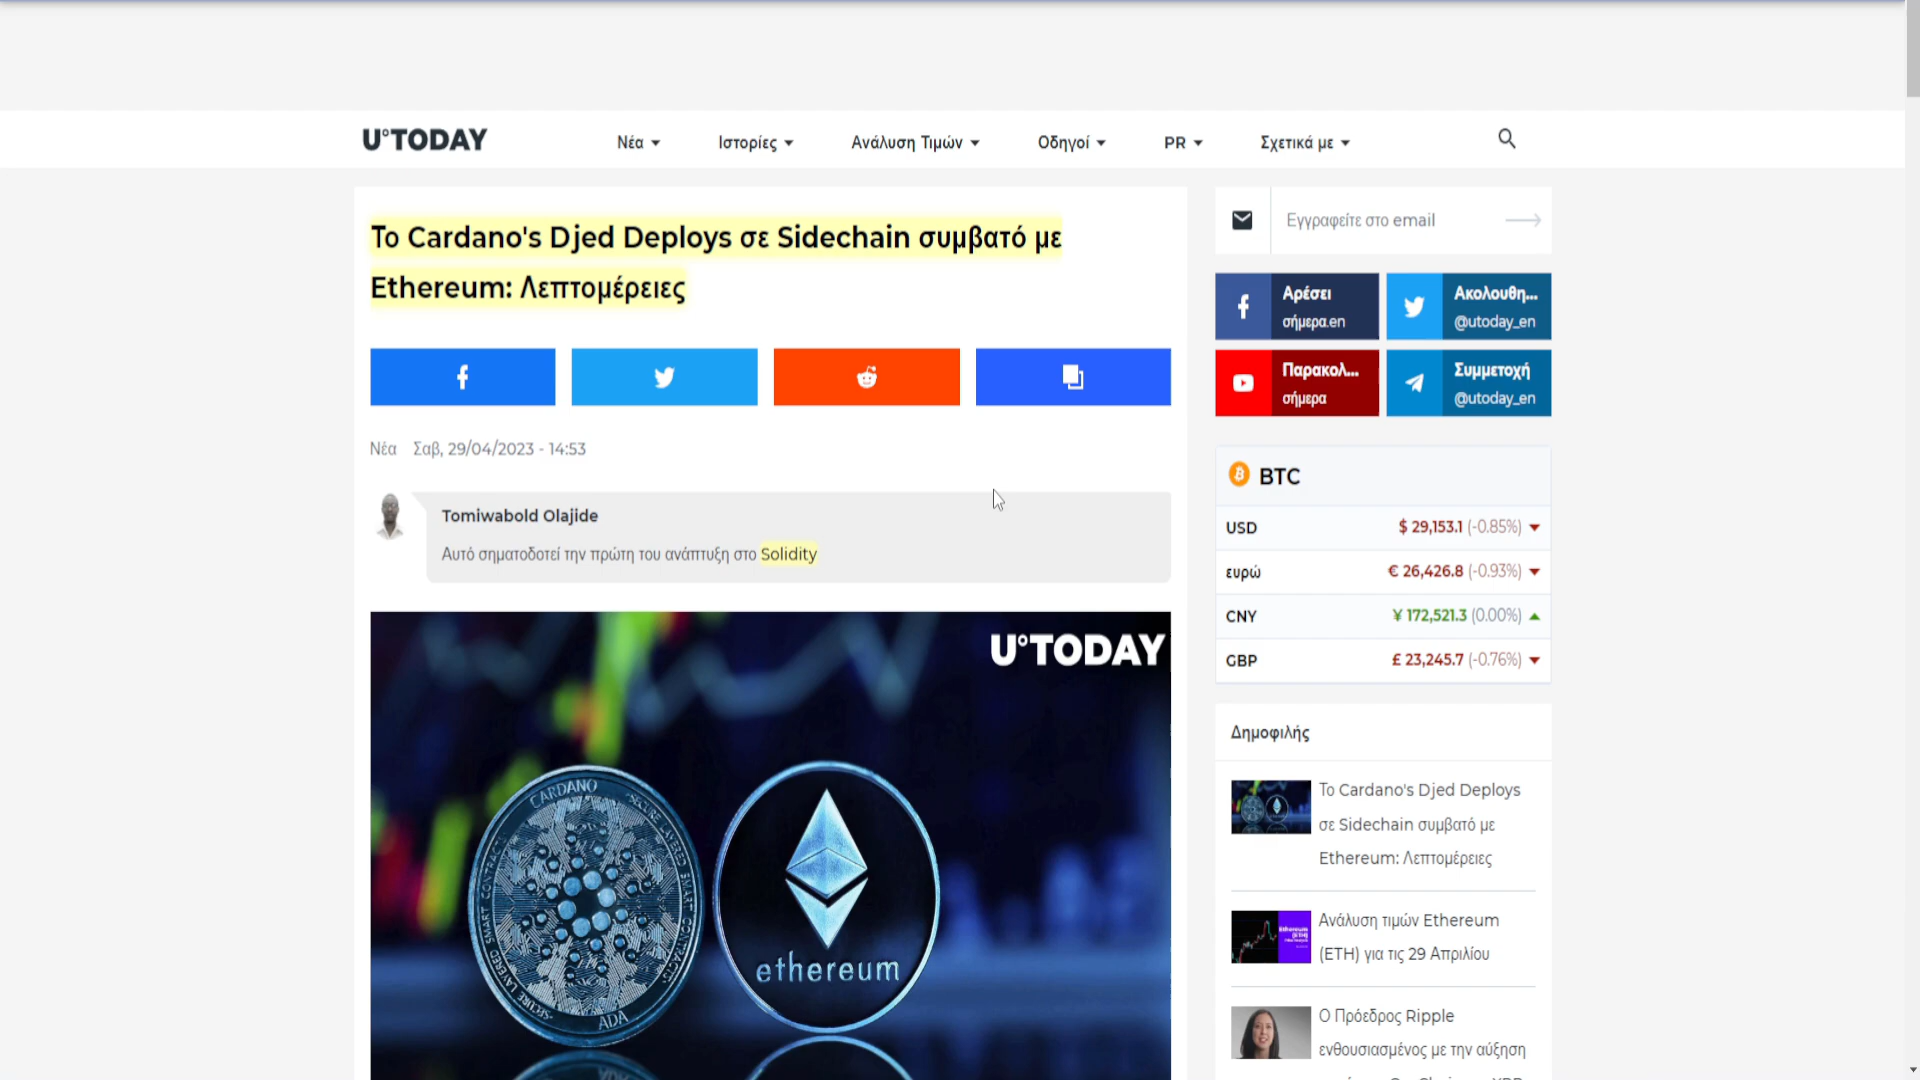 U°TODAY
Νέα
Ιστορίες
Ανάλυση Τιμών
Οδηγοί
PR
Σχετικά με
Το Cardano's Djed Deploys σε Sidechain συμβατό με
Ethereum: Λεπτομέρειες
Νέα Σαβ, 29/04/2023 - 14:53
Tomiwabold Olajide
Αυτό σηματοδοτεί την πρώτη του ανάπτυξη στο Solidity
U°TODAY
CARDANO
ADA
ethereum
Εγγραφείτε στο email
Αρέσει
σήμερα.en
Ακολουθη...
@utoday_en
Παρακολ...
σήμερα
Συμμετοχή
@utoday_en
BTC
USD $ 29,153.1 (-0.85%)
ευρώ € 26,426.8 (-0.93%)
CNY ¥ 172,521.3 (0.00%)
GBP £ 23,245.7 (-0.76%)
Δημοφιλής
Το Cardano's Djed Deploys
σε Sidechain συμβατό με
Ethereum: Λεπτομέρειες
Ανάλυση τιμών Ethereum
(ETH) για τις 29 Απριλίου
Ο Πρόεδρος Ripple
ενθουσιασμένος με την αύξηση